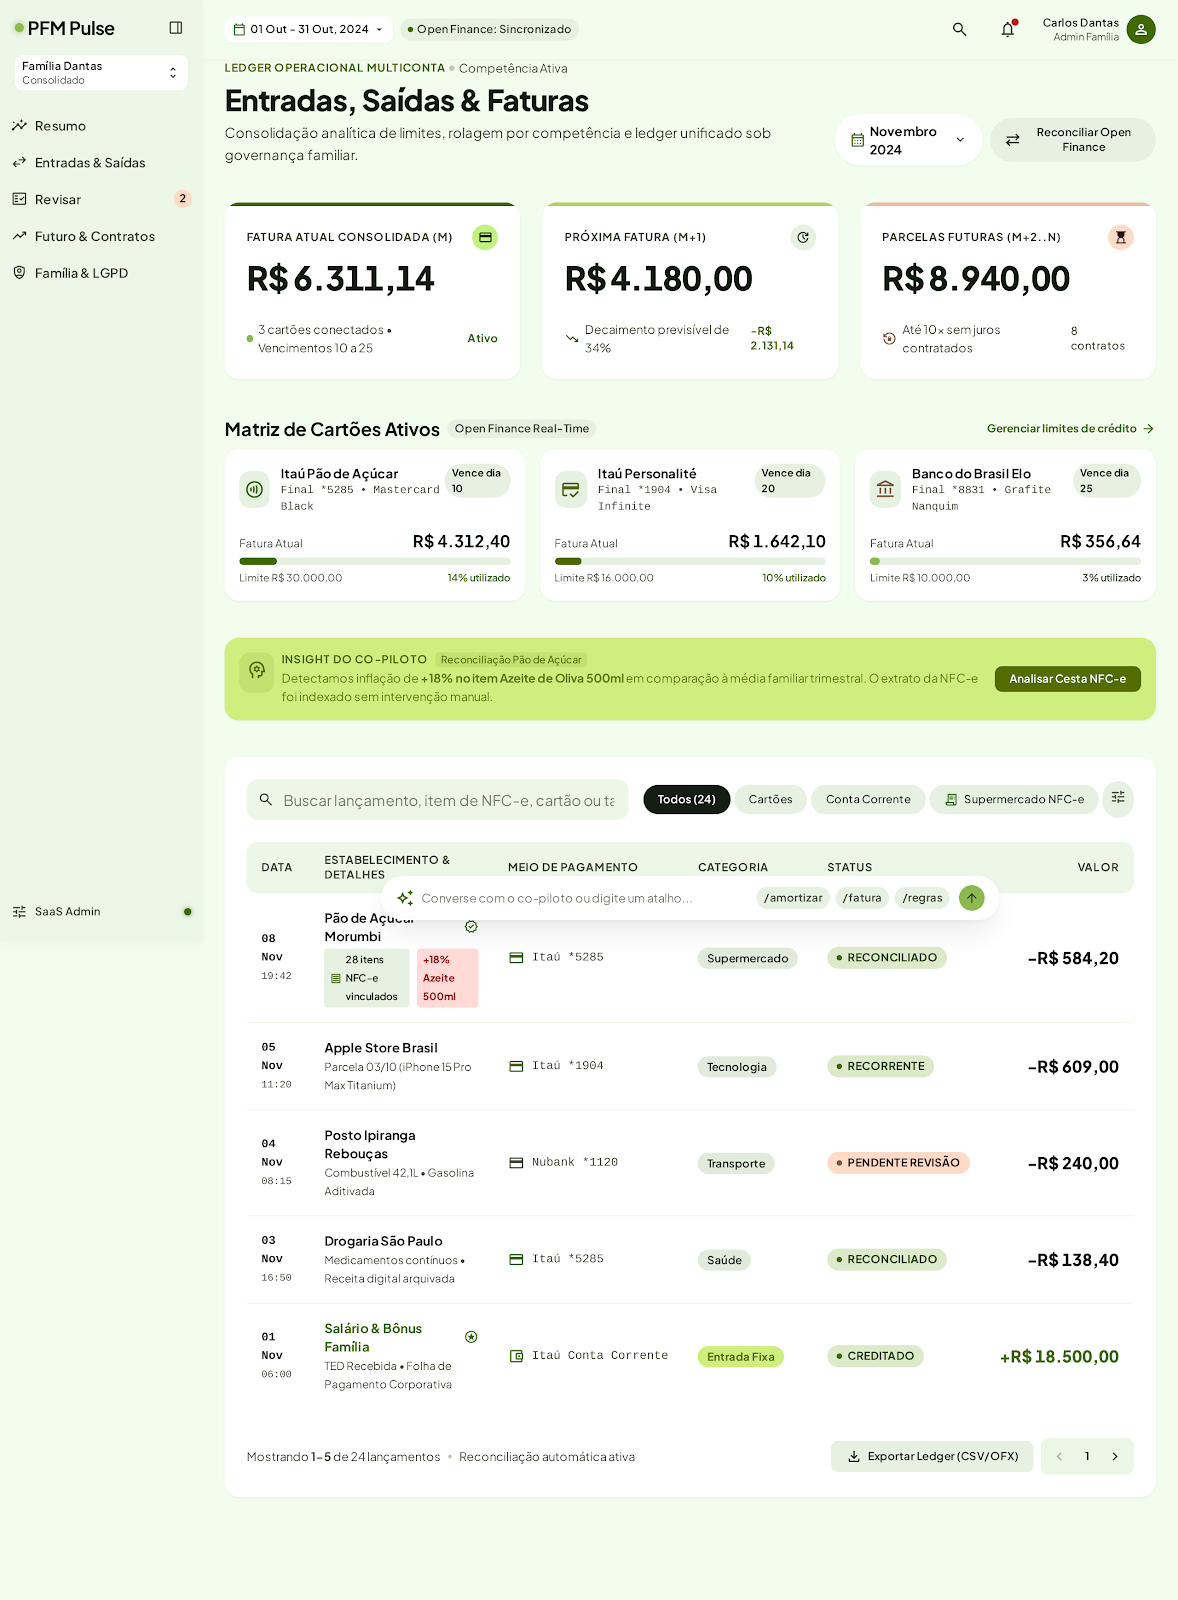 PFM Pulse
Família Dantas
Consolidado
Resumo
Entradas & Saídas
Revisar
2
Futuro & Contratos
Família & LGPD
SaaS Admin
01 Out - 31 Out, 2024
Open Finance: Sincronizado
Carlos Dantas
Admin Família
LEDGER OPERACIONAL MULTICONTA • Competência Ativa
Entradas, Saídas & Faturas
Consolidação analítica de limites, rolagem por competência e ledger unificado sob
governança familiar.
Novembro
2024
Reconciliar Open
Finance
FATURA ATUAL CONSOLIDADA (M)
R$ 6.311,14
3 cartões conectados •
Vencimentos 10 a 25
Ativo
PRÓXIMA FATURA (M+1)
R$ 4.180,00
Decaimento previsível de
34%
-R$
2.131,14
PARCELAS FUTURAS (M+2..N)
R$ 8.940,00
Até 10x sem juros
contratados
8
contratos
Matriz de Cartões Ativos
Open Finance Real-Time
Gerenciar limites de crédito →
Itaú Pão de Açúcar
Final *5285 • Mastercard
Black
Vence dia
10
Fatura Atual
R$ 4.312,40
Limite R$ 30.000,00
14% utilizado
Itaú Personalité
Final *1904 • Visa
Infinite
Vence dia
20
Fatura Atual
R$ 1.642,10
Limite R$ 16.000,00
10% utilizado
Banco do Brasil Elo
Final *8831 • Grafite
Nanquim
Vence dia
25
Fatura Atual
R$ 356,64
Limite R$ 10.000,00
3% utilizado
INSIGHT DO CO-PILOTO
Reconciliação Pão de Açúcar
Detectamos inflação de +18% no item Azeite de Oliva 500ml em comparação à média familiar trimestral. O extrato da NFC-e
foi indexado sem intervenção manual.
Analisar Cesta NFC-e
Buscar lançamento, item de NFC-e, cartão ou ta
Todos (24)
Cartões
Conta Corrente
Supermercado NFC-e
DATA
ESTABELECIMENTO &
DETALHES
MEIO DE PAGAMENTO
CATEGORIA
STATUS
VALOR
Converse com o co-piloto ou digite um atalho...
/amortizar
/fatura
/regras
08
Nov
19:42
Pão de Açúcar
Morumbi
28 itens
NFC-e
vinculados
+18%
Azeite
500ml
Itaú *5285
Supermercado
RECONCILIADO
-R$ 584,20
05
Nov
11:20
Apple Store Brasil
Parcela 03/10 (iPhone 15 Pro
Max Titanium)
Itaú *1904
Tecnologia
RECORRENTE
-R$ 609,00
04
Nov
08:15
Posto Ipiranga
Rebouças
Combustível 42,1L • Gasolina
Aditivada
Nubank *1120
Transporte
PENDENTE REVISÃO
-R$ 240,00
03
Nov
16:50
Drogaria São Paulo
Medicamentos contínuos •
Receita digital arquivada
Itaú *5285
Saúde
RECONCILIADO
-R$ 138,40
01
Nov
06:00
Salário & Bônus
Família
TED Recebida • Folha de
Pagamento Corporativa
Itaú Conta Corrente
Entrada Fixa
CREDITADO
+R$ 18.500,00
Mostrando 1-5 de 24 lançamentos • Reconciliação automática ativa
Exportar Ledger (CSV/OFX)
1